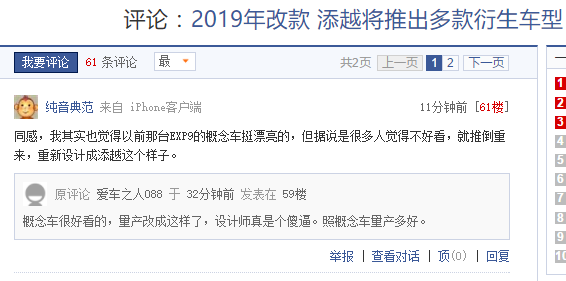 评论：2019年改款 添越将推出多款衍生车型
我要评论 61 条评论 最 共2页 上一页 1 2 下一页
纯音典范 来自 iPhone客户端 11分钟前 [61楼]
同感，我其实也觉得以前那台EXP9的概念车挺漂亮的，但据说是很多人觉得不好看，就推倒重
来，重新设计成添越这个样子。
原评论 爱车之人088 于 32分钟前 发表在 59楼
概念车很好看的，量产改成这样了，设计师真是个傻逼。照概念车量产多好。
举报 | 查看对话 | 顶(0) | 回复
1
2
3
4
5
6
7
8
9
10